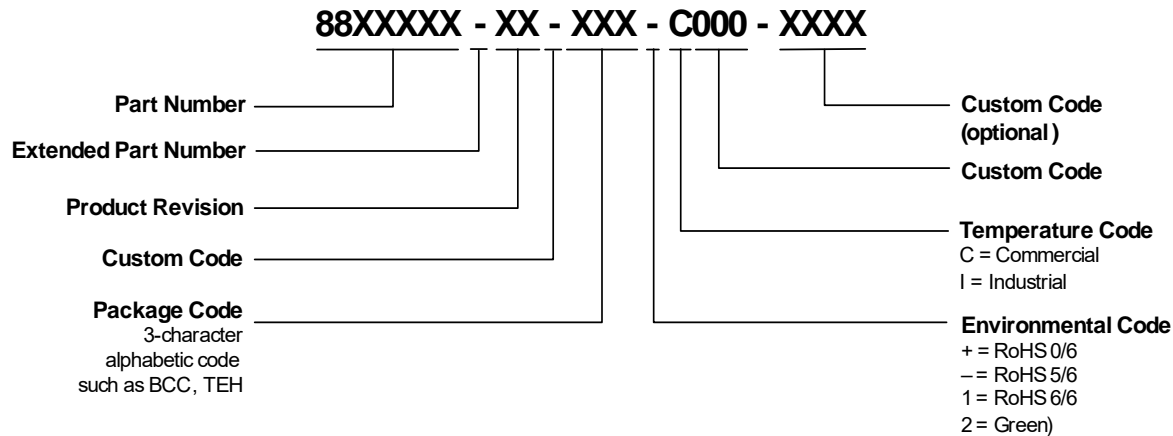 88XXXXX - XX - XXX - C000 - XXXX
Part Number
Extended Part Number
Product Revision
Custom Code
Package Code
3-character
alphabetic code
such as BCC, TEH
Custom Code
(optional)
Custom Code
Temperature Code
C = Commercial
I = Industrial
Environmental Code
+ = RoHS 0/6
– = RoHS 5/6
1 = RoHS 6/6
2 = Green)